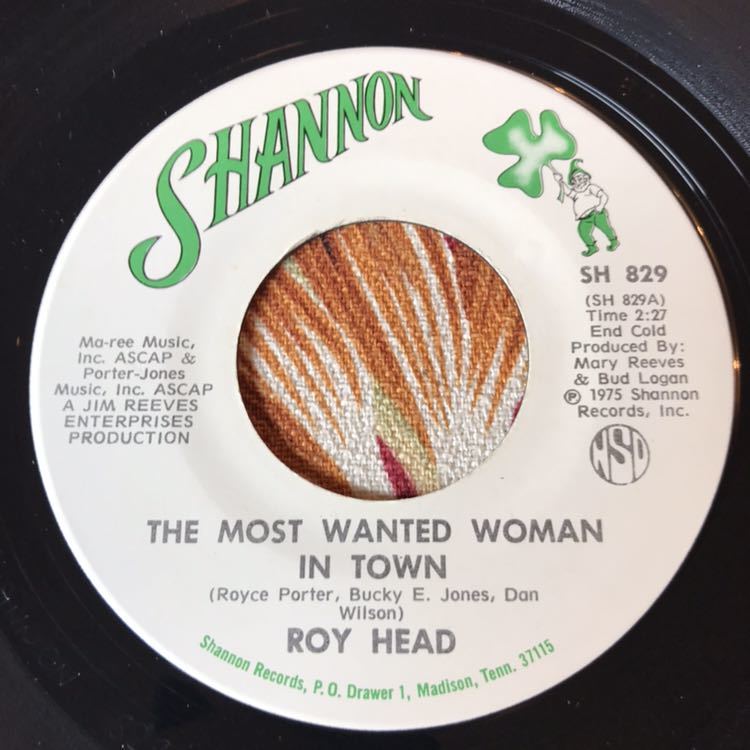 SHANNON
SH 829
(SH 829A)
Time 2:27
End Cold
Produced By:
Mary Reeves
& Bud Logan
Ⓟ 1975 Shannon
Records, Inc.
NSD
Ma-ree Music,
Inc. ASCAP &
Porter-Jones
Music, Inc. ASCAP
A JIM REEVES
ENTERPRISES
PRODUCTION
THE MOST WANTED WOMAN
IN TOWN
(Royce Porter, Bucky E. Jones, Dan
Wilson)
ROY HEAD
Shannon Records, P.O. Drawer 1, Madison, Tenn. 37115